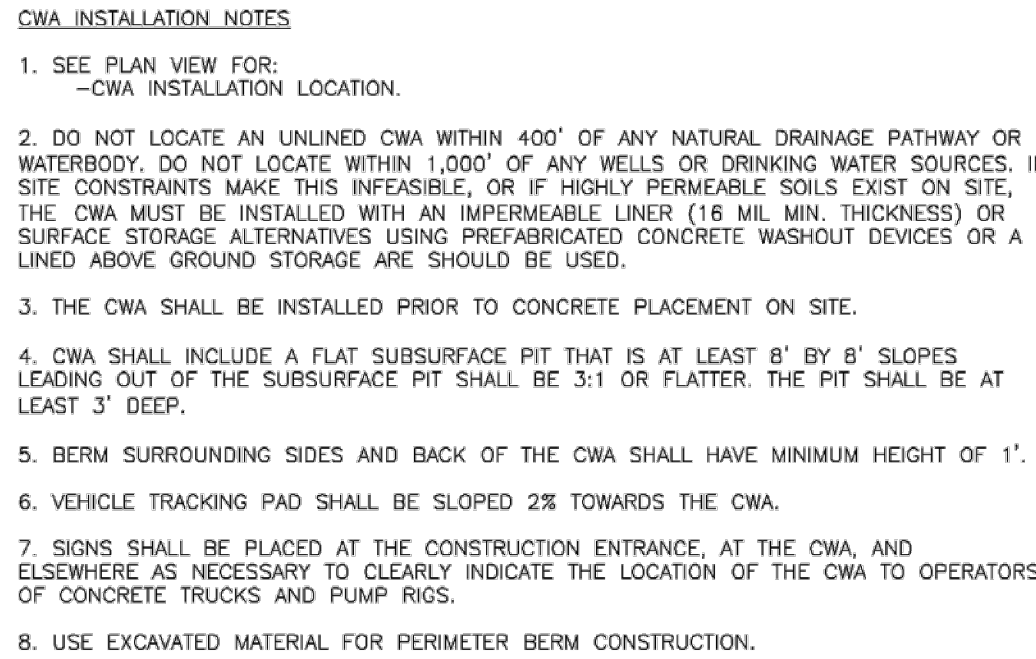 CWA INSTALLATION NOTES
1. SEE PLAN VIEW FOR:
-CWA INSTALLATION LOCATION.
2. DO NOT LOCATE AN UNLINED CWA WITHIN 400' OF ANY NATURAL DRAINAGE PATHWAY OR
WATERBODY. DO NOT LOCATE WITHIN 1,000' OF ANY WELLS OR DRINKING WATER SOURCES.
SITE CONSTRAINTS MAKE THIS INFEASIBLE, OR IF HIGHLY PERMEABLE SOILS EXIST ON SITE,
THE CWA MUST BE INSTALLED WITH AN IMPERMEABLE LINER (16 MIL MIN. THICKNESS) OR
SURFACE STORAGE ALTERNATIVES USING PREFABRICATED CONCRETE WASHOUT DEVICES OR A
LINED ABOVE GROUND STORAGE ARE SHOULD BE USED.
3. THE CWA SHALL BE INSTALLED PRIOR TO CONCRETE PLACEMENT ON SITE.
4. CWA SHALL INCLUDE A FLAT SUBSURFACE PIT THAT IS AT LEAST 8' BY 8' SLOPES
LEADING OUT OF THE SUBSURFACE PIT SHALL BE 3:1 OR FLATTER. THE PIT SHALL BE AT
LEAST 3' DEEP.
5. BERM SURROUNDING SIDES AND BACK OF THE CWA SHALL HAVE MINIMUM HEIGHT OF 1'.
6. VEHICLE TRACKING PAD SHALL BE SLOPED 2% TOWARDS THE CWA.
7. SIGNS SHALL BE PLACED AT THE CONSTRUCTION ENTRANCE, AT THE CWA, AND
ELSEWHERE AS NECESSARY TO CLEARLY INDICATE THE LOCATION OF THE CWA TO OPERATORS
OF CONCRETE TRUCKS AND PUMP RIGS.
8. USE EXCAVATED MATERIAL FOR PERIMETER BERM CONSTRUCTION.